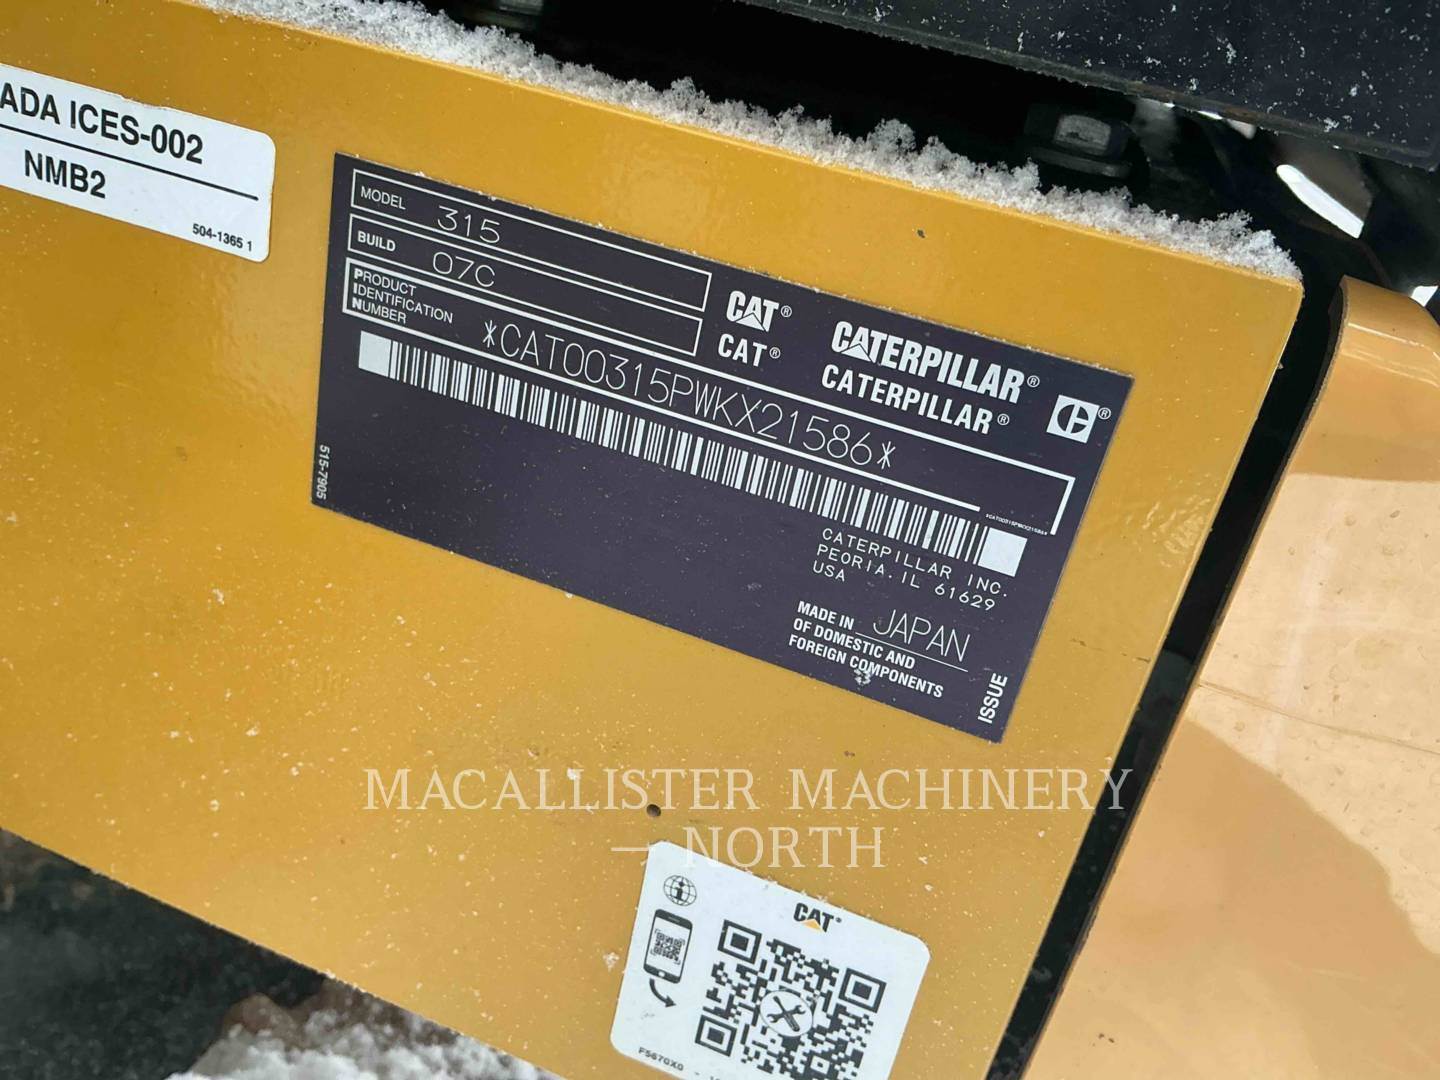 ADA ICES-002
NMB2
504-1365 1
MODEL 315
BUILD 07C
PRODUCT
IDENTIFICATION
NUMBER
*CAT00315PWKX21586*
CAT®
CAT®
CATERPILLAR®
CATERPILLAR®
C®
*CAT00315PWKX21586*
515-7905
CATERPILLAR INC.
PEORIA, IL 61629
USA
MADE IN JAPAN
OF DOMESTIC AND
FOREIGN COMPONENTS
ISSUE
MACALLISTER MACHINERY
— NORTH
CAT®